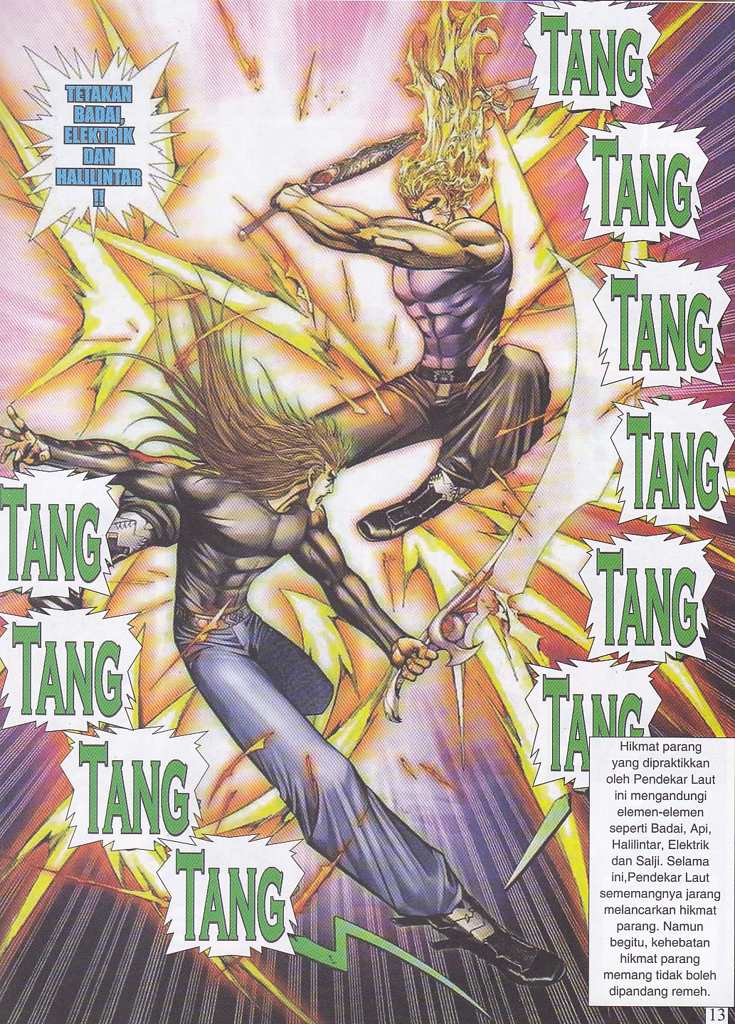 TETAKAN
BADAI,
ELEKTRIK
DAN
HALILINTAR
!!
TANG
TANG
TANG
TANG
TANG
TANG
TANG
TANG
TANG
TANG
Hikmat parang
yang dipraktikkan
oleh Pendekar Laut
ini mengandungi
elemen-elemen
seperti Badai, Api,
Halilintar, Elektrik
dan Salji. Selama
ini,Pendekar Laut
sememangnya jarang
melancarkan hikmat
parang. Namun
begitu, kehebatan
hikmat parang
memang tidak boleh
dipandang remeh.
13